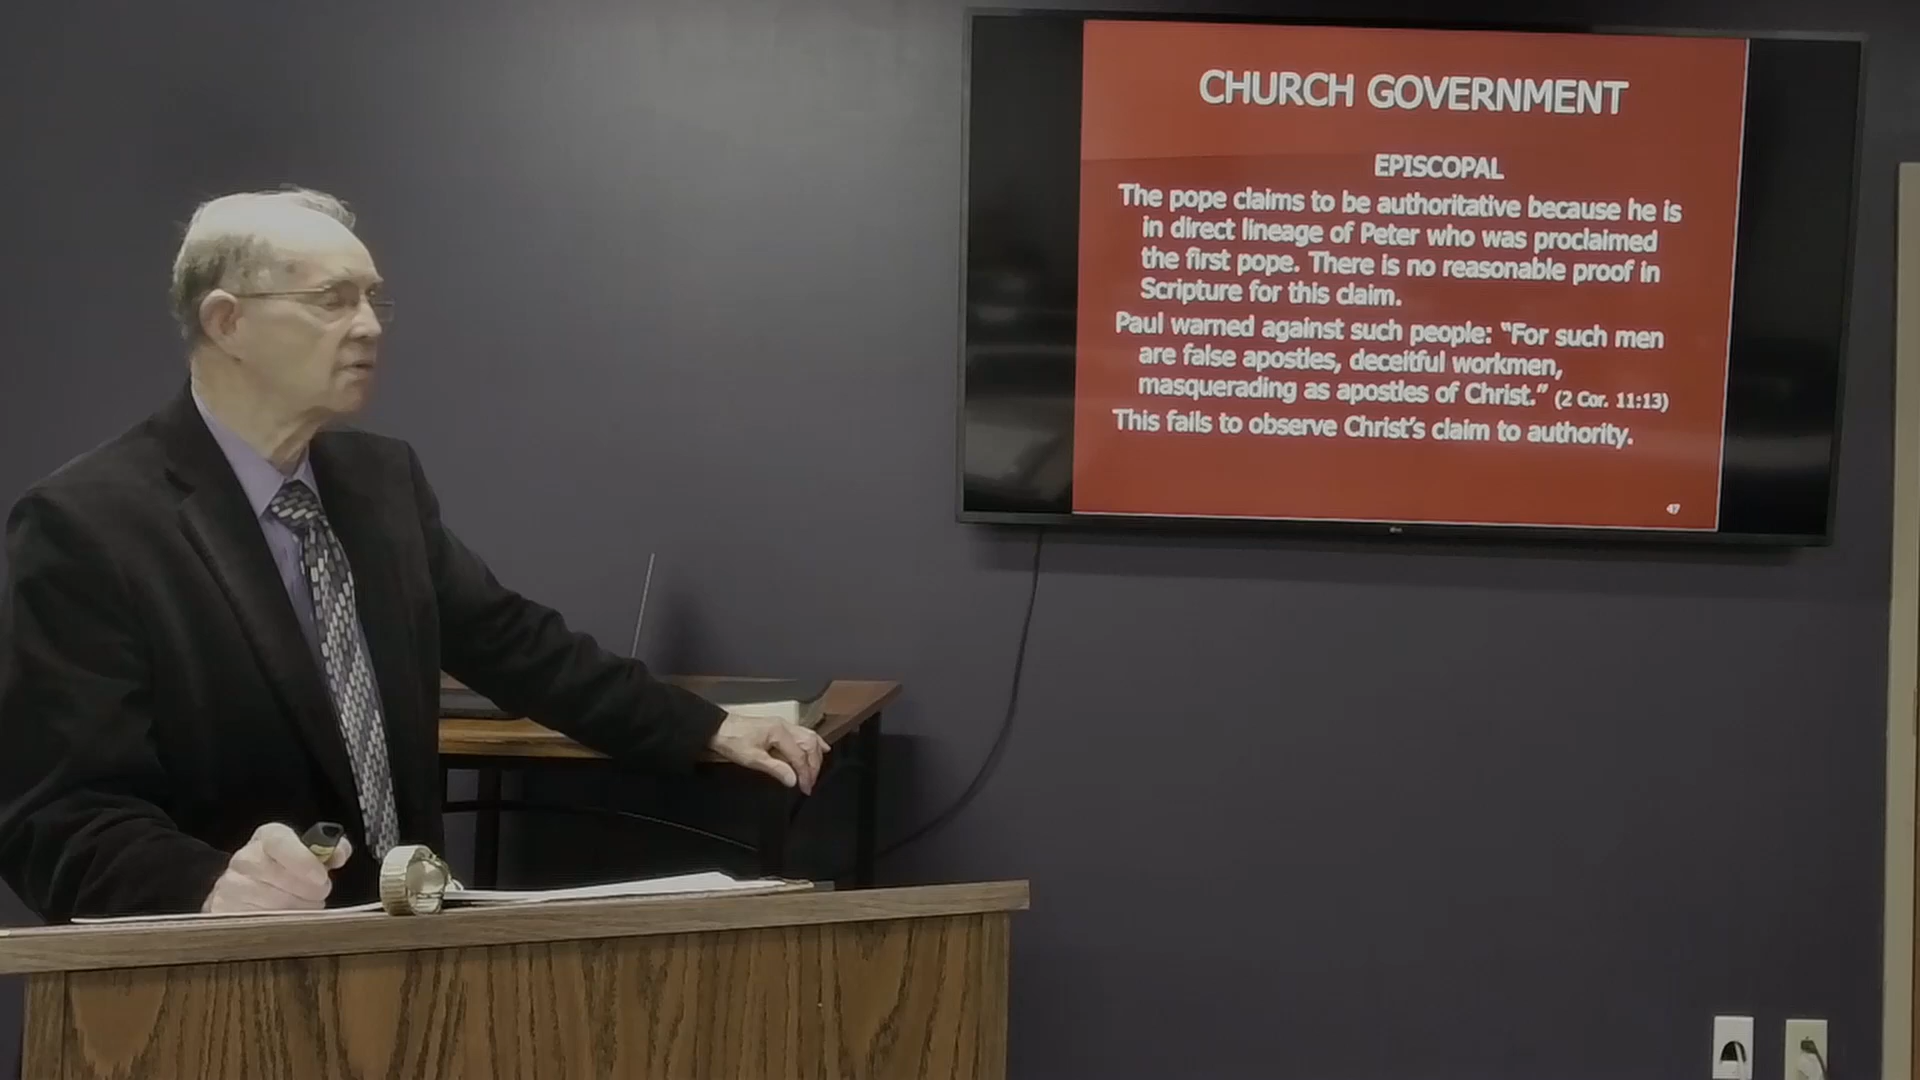 CHURCH GOVERNMENT
EPISCOPAL
The pope claims to be authoritative because he is
in direct lineage of Peter who was proclaimed
the first pope. There is no reasonable proof in
Scripture for this claim.
Paul warned against such people: "For such men
are false apostles, deceitful workmen,
masquerading as apostles of Christ." (2 Cor. 11:13)
This fails to observe Christ's claim to authority.
47